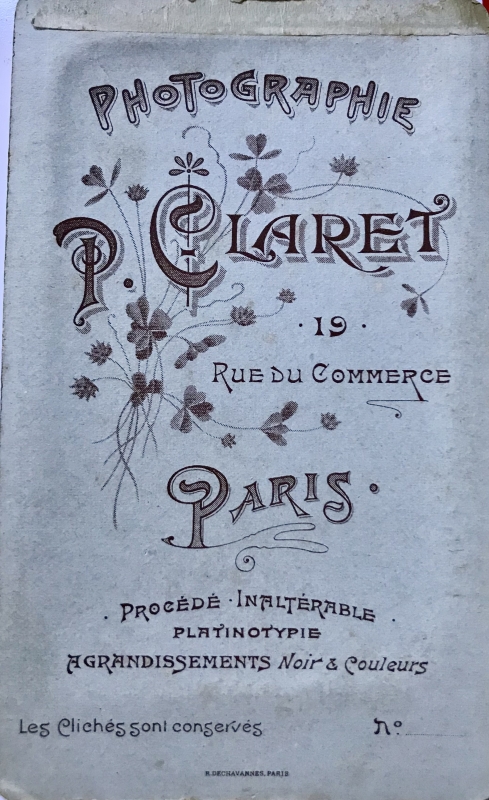 PHOTOGRAPHIE
P. CLARET
· 19 ·
RUE DU COMMERCE
PARIS.
· PROCÉDÉ · INALTÉRABLE ·
PLATINOTYPIE
AGRANDISSEMENTS Noir & Couleurs
Les Clichés sont conservés Nº
R. DECHAVANNES. PARIS